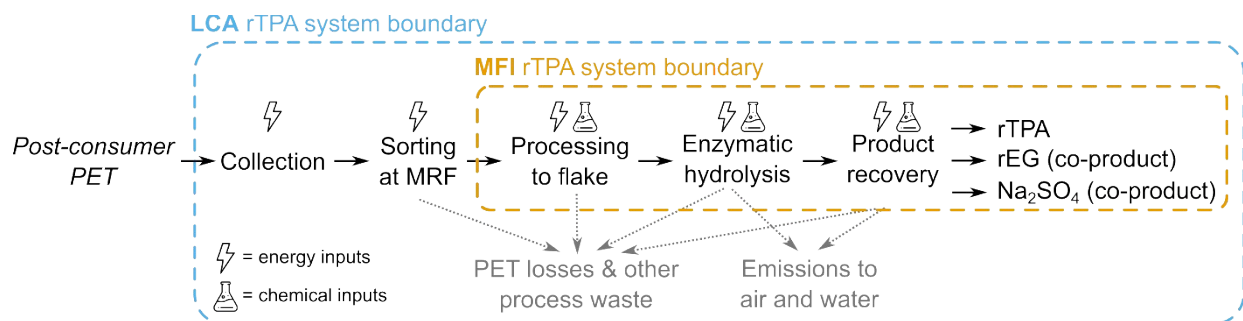 LCA rTPA system boundary
MFI rTPA system boundary
Post-consumer
PET
Collection
Sorting
at MRF
Processing
to flake
Enzymatic
hydrolysis
Product
recovery
rTPA
rEG (co-product)
Na₂SO₄ (co-product)
= energy inputs
= chemical inputs
PET losses & other
process waste
Emissions to
air and water